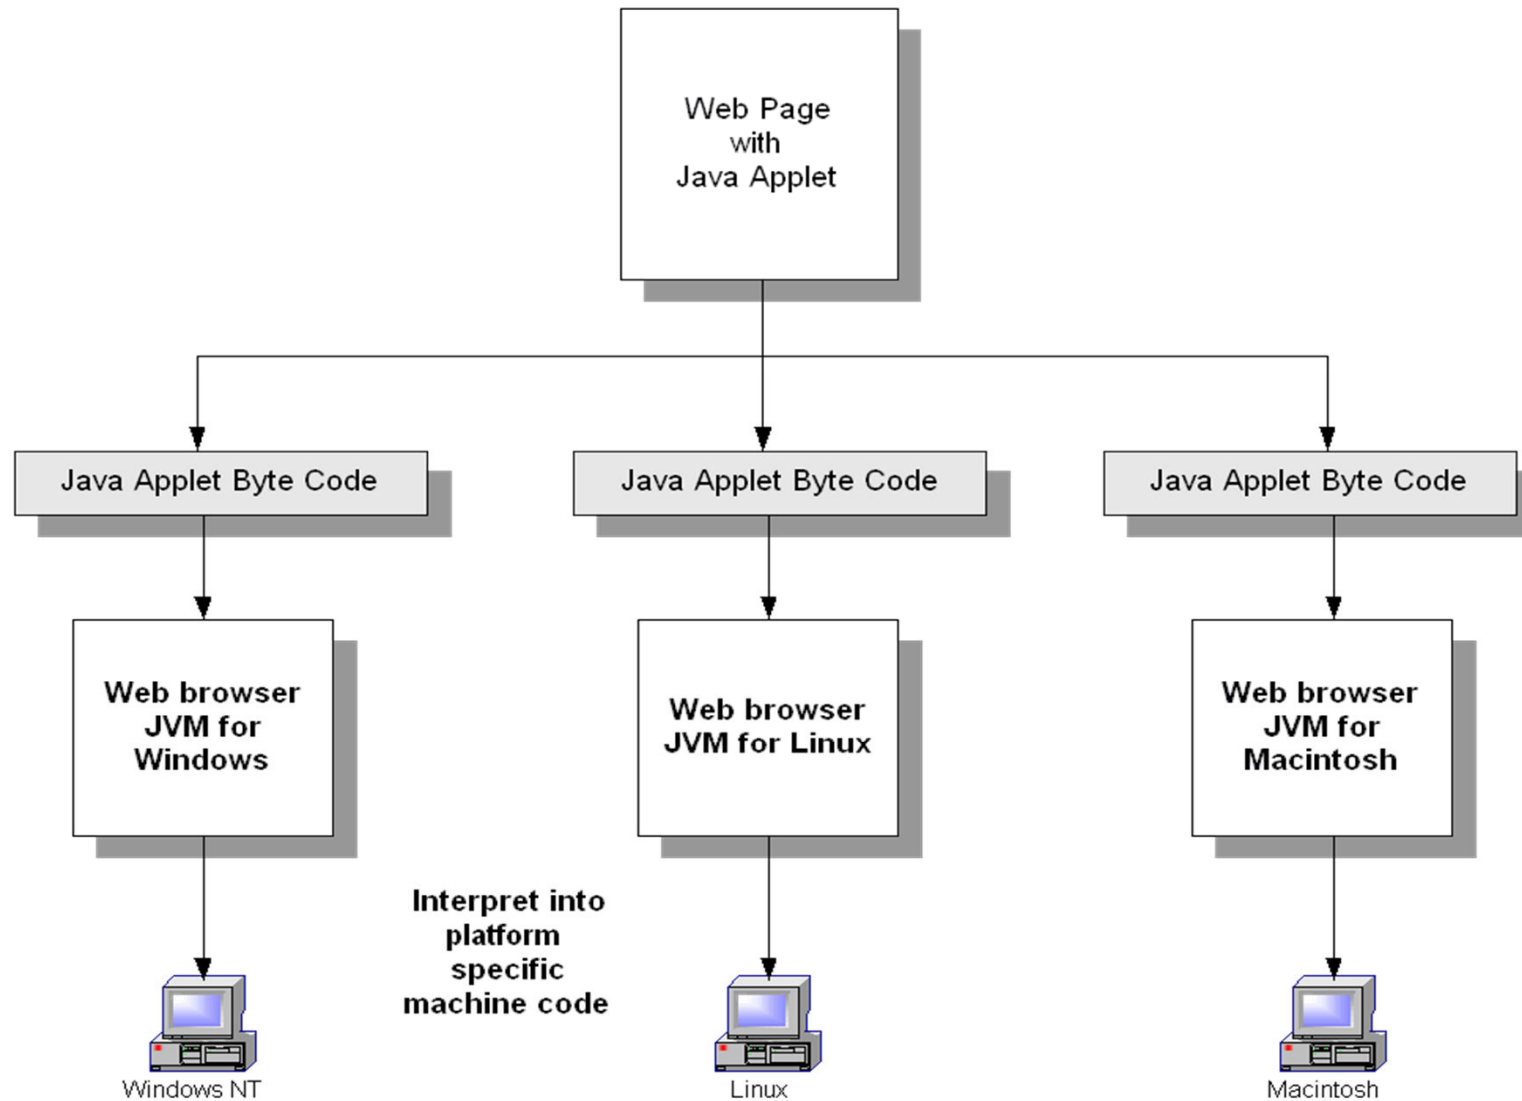 Web Page
with
Java Applet
Java Applet Byte Code
Java Applet Byte Code
Java Applet Byte Code
Web browser
JVM for
Windows
Web browser
JVM for Linux
Web browser
JVM for
Macintosh
Interpret into
platform
specific
machine code
Windows NT
Linux
Macintosh